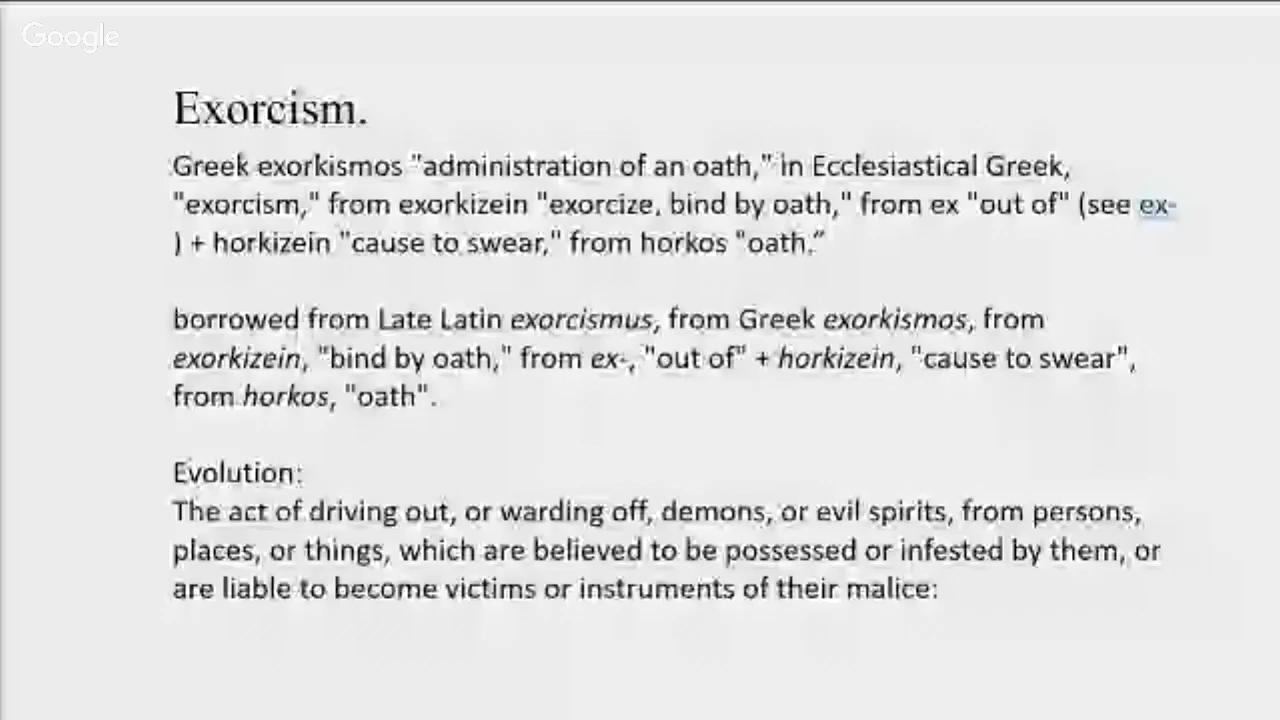 Google
Exorcism.
Greek exorkismos "administration of an oath," in Ecclesiastical Greek,
"exorcism," from exorkizein "exorcize, bind by oath," from ex "out of" (see ex-
) + horkizein "cause to swear," from horkos "oath.”
borrowed from Late Latin exorcismus, from Greek exorkismos, from
exorkizein, "bind by oath," from ex-, "out of" + horkizein, "cause to swear",
from horkos, "oath".
Evolution:
The act of driving out, or warding off, demons, or evil spirits, from persons,
places, or things, which are believed to be possessed or infested by them, or
are liable to become victims or instruments of their malice: